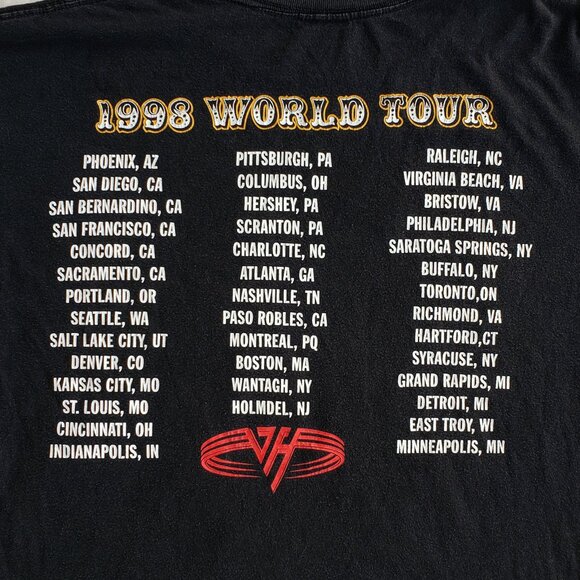 1998 WORLD TOUR
PHOENIX, AZ
SAN DIEGO, CA
SAN BERNARDINO, CA
SAN FRANCISCO, CA
CONCORD, CA
SACRAMENTO, CA
PORTLAND, OR
SEATTLE, WA
SALT LAKE CITY, UT
DENVER, CO
KANSAS CITY, MO
ST. LOUIS, MO
CINCINNATI, OH
INDIANAPOLIS, IN
PITTSBURGH, PA
COLUMBUS, OH
HERSHEY, PA
SCRANTON, PA
CHARLOTTE, NC
ATLANTA, GA
NASHVILLE, TN
PASO ROBLES, CA
MONTREAL, PQ
BOSTON, MA
WANTAGH, NY
HOLMDEL, NJ
VH
RALEIGH, NC
VIRGINIA BEACH, VA
BRISTOW, VA
PHILADELPHIA, NJ
SARATOGA SPRINGS, NY
BUFFALO, NY
TORONTO,ON
RICHMOND, VA
HARTFORD,CT
SYRACUSE, NY
GRAND RAPIDS, MI
DETROIT, MI
EAST TROY, WI
MINNEAPOLIS, MN